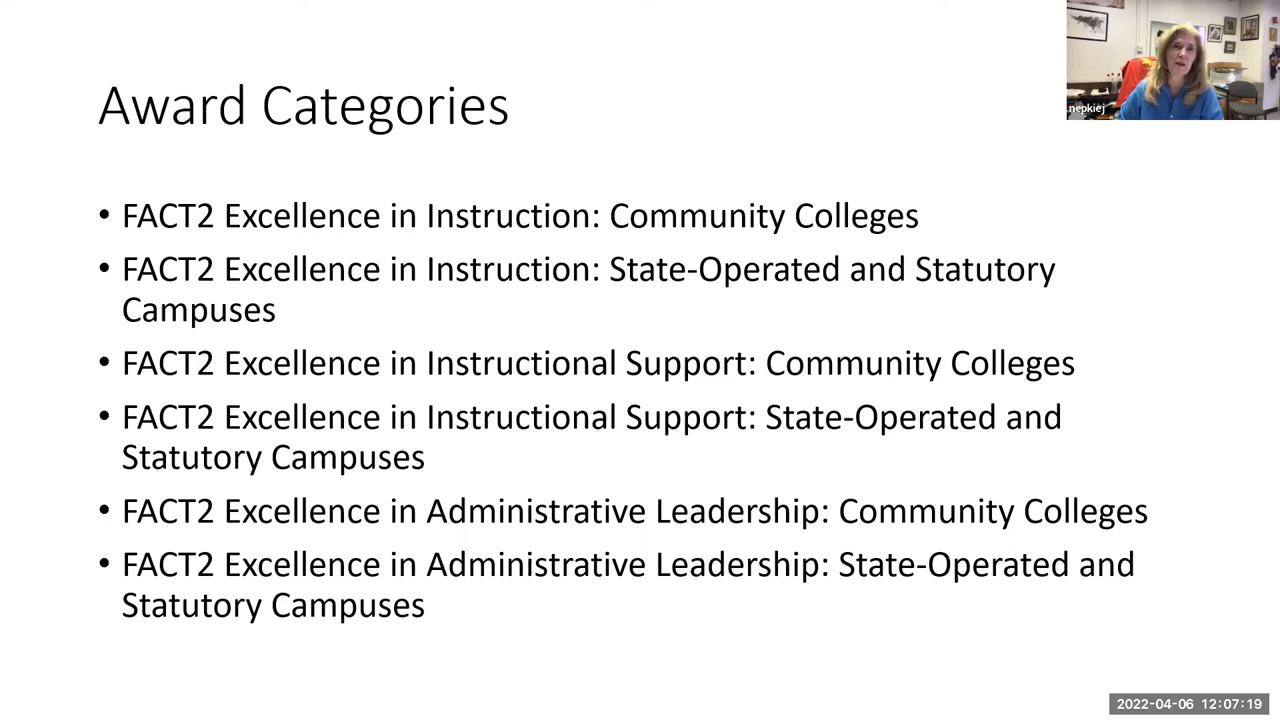 Award Categories
nepkiej
• FACT2 Excellence in Instruction: Community Colleges
• FACT2 Excellence in Instruction: State-Operated and Statutory
Campuses
• FACT2 Excellence in Instructional Support: Community Colleges
• FACT2 Excellence in Instructional Support: State-Operated and
Statutory Campuses
• FACT2 Excellence in Administrative Leadership: Community Colleges
• FACT2 Excellence in Administrative Leadership: State-Operated and
Statutory Campuses
2022-04-06 12:07:19